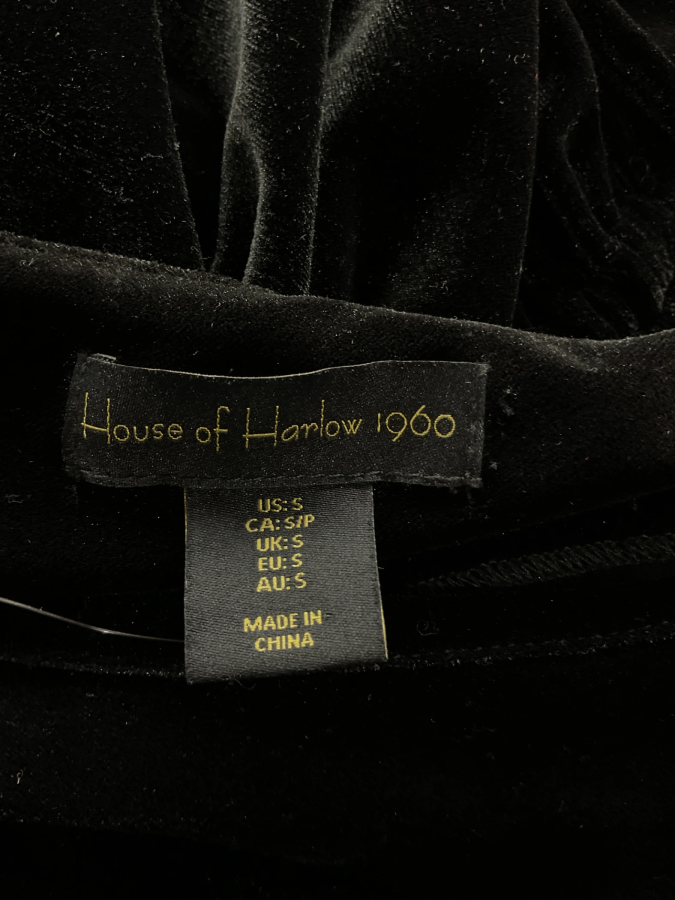 House of Harlow 1960
US: S
CA: S/P
UK: S
EU: S
AU: S
MADE IN
CHINA